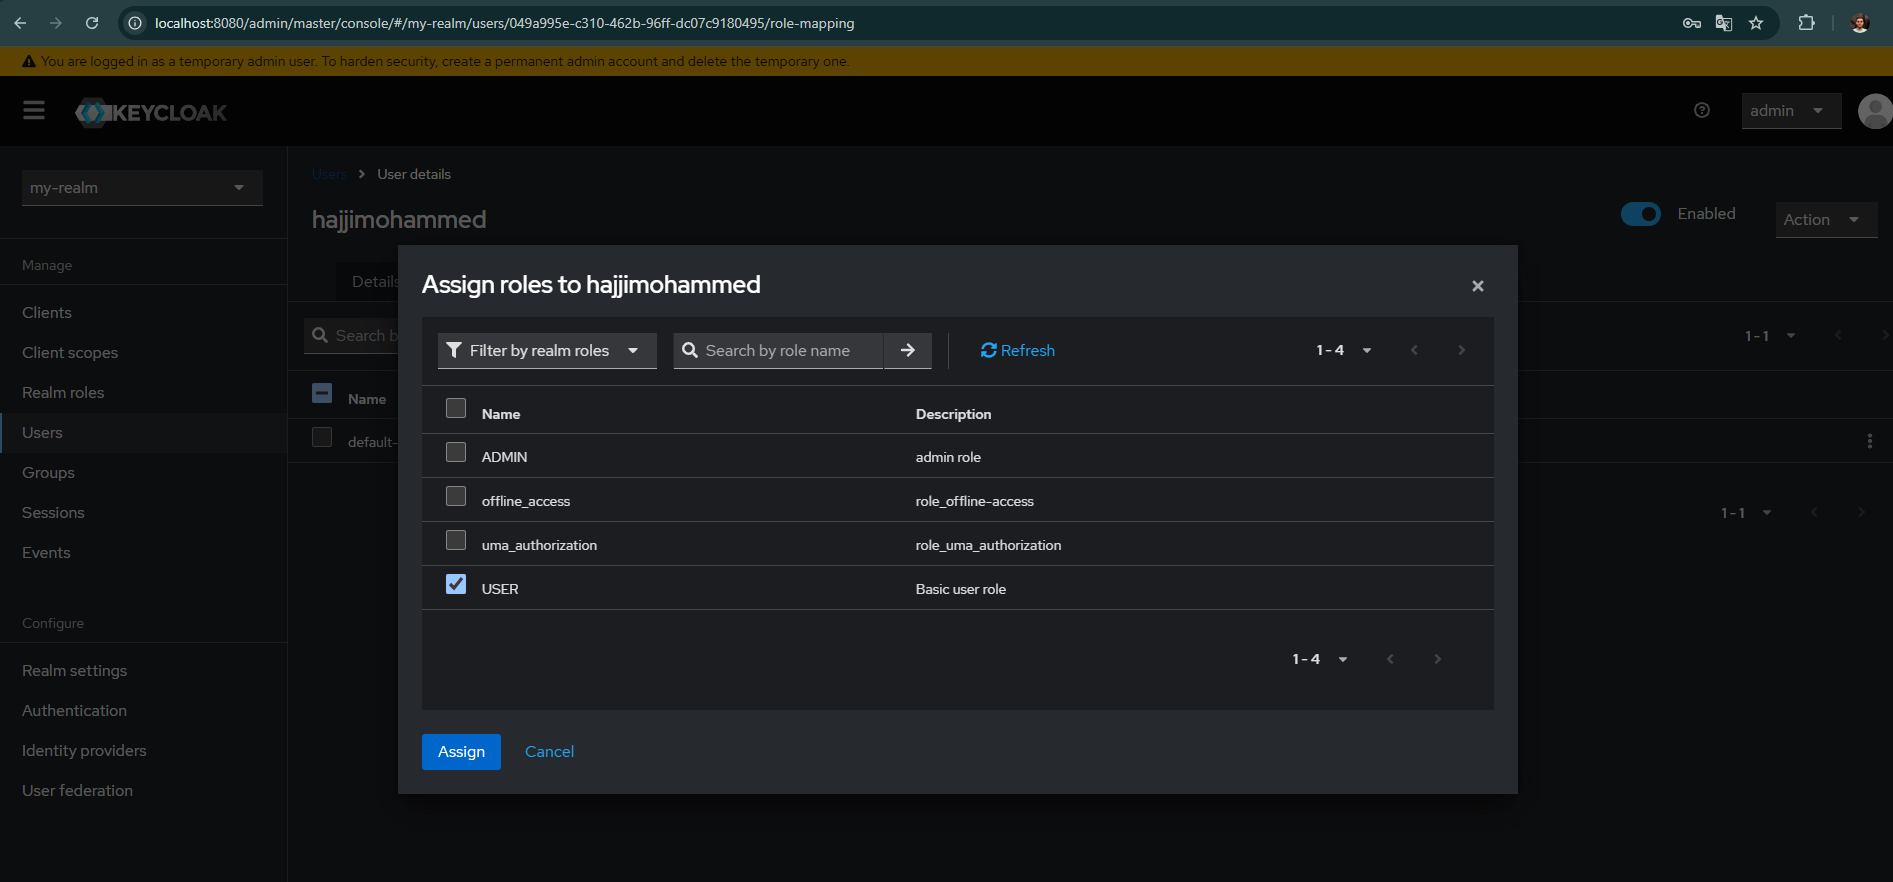 localhost:8080/admin/master/console/#/my-realm/users/049a995e-c310-462b-96ff-dc07c9180495/role-mapping
You are logged in as a temporary admin user. To harden security, create a permanent admin account and delete the temporary one.
KEYCLOAK
admin
my-realm
Manage
Clients
Client scopes
Realm roles
Users
Groups
Sessions
Events
Configure
Realm settings
Authentication
Identity providers
User federation
Users > User details
hajjimohammed
Enabled
Action
Details
Search b
1-1
Name
default-
1-1
Assign roles to hajjimohammed
Filter by realm roles
Search by role name
Refresh
1-4
Name Description
ADMIN admin role
offline_access role_offline-access
uma_authorization role_uma_authorization
USER Basic user role
1-4
Assign
Cancel